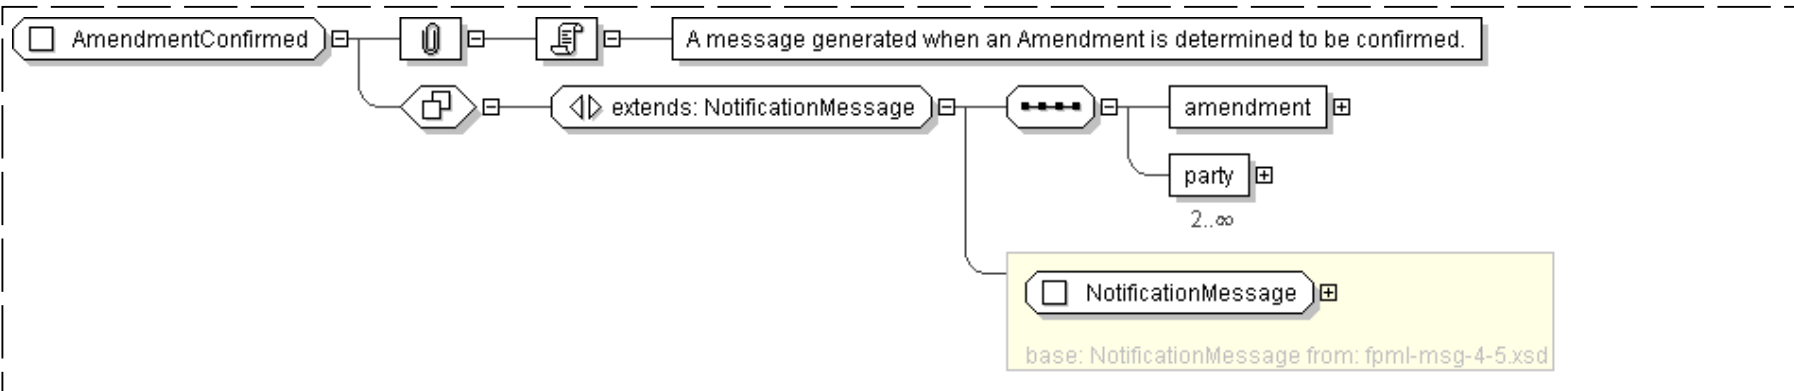 AmendmentConfirmed
A message generated when an Amendment is determined to be confirmed.
extends: NotificationMessage
amendment
party
2..∞
NotificationMessage
base: NotificationMessage from: fpml-msg-4-5.xsd